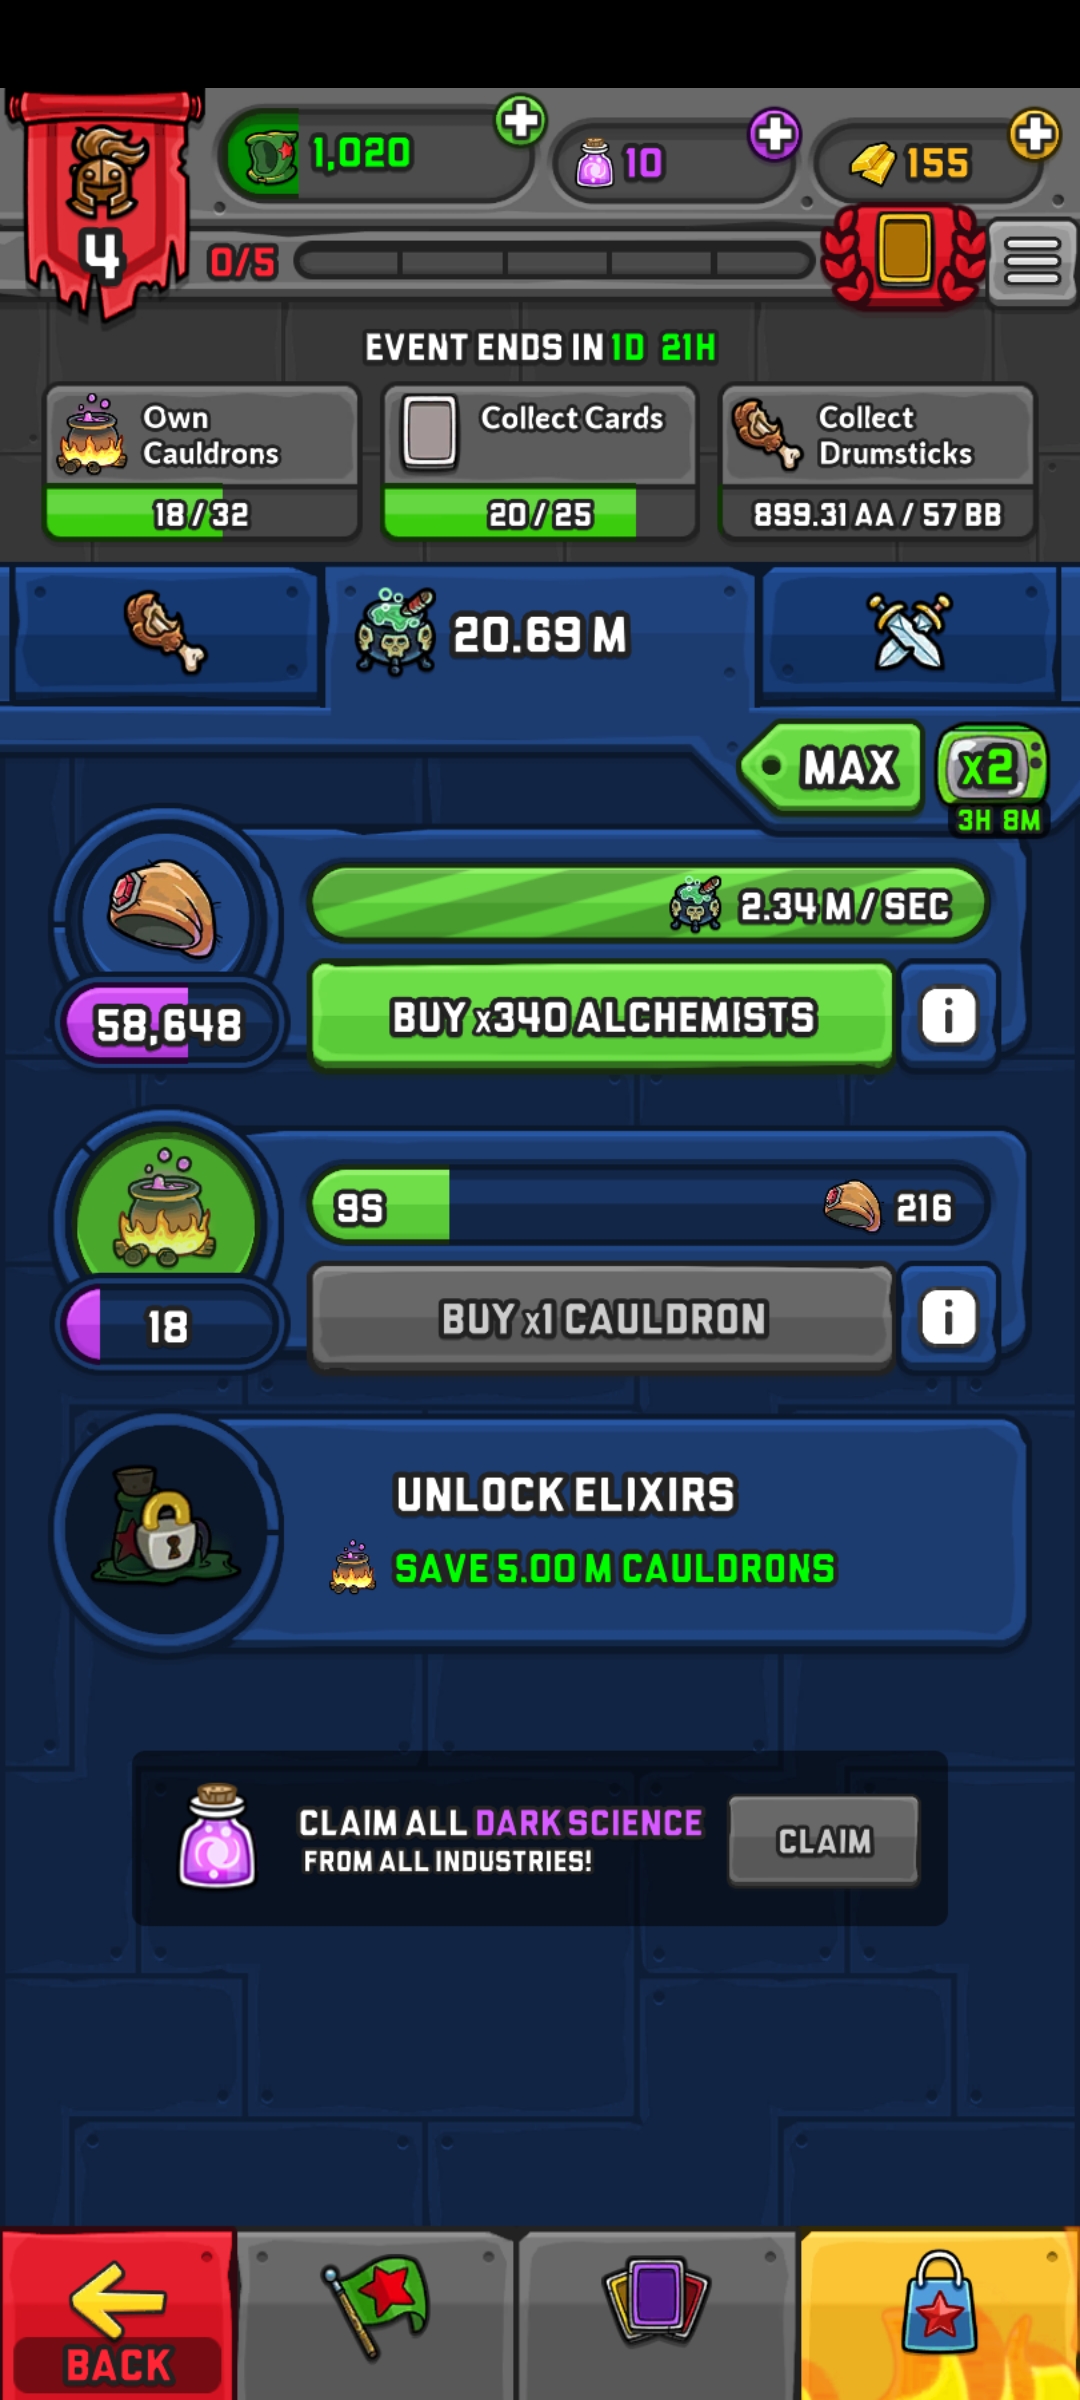 1,020
10
155
4
0/5
EVENT ENDS IN 1D 21H
Own
Cauldrons
18/32
Collect Cards
20/25
Collect
Drumsticks
899.31 AA / 57 BB
20.69 M
MAX
x2
3H 8M
2.34 M / SEC
58,648
BUY x340 ALCHEMISTS
i
9S
216
18
BUY x1 CAULDRON
i
UNLOCK ELIXIRS
SAVE 5.00 M CAULDRONS
CLAIM ALL DARK SCIENCE
FROM ALL INDUSTRIES!
CLAIM
BACK